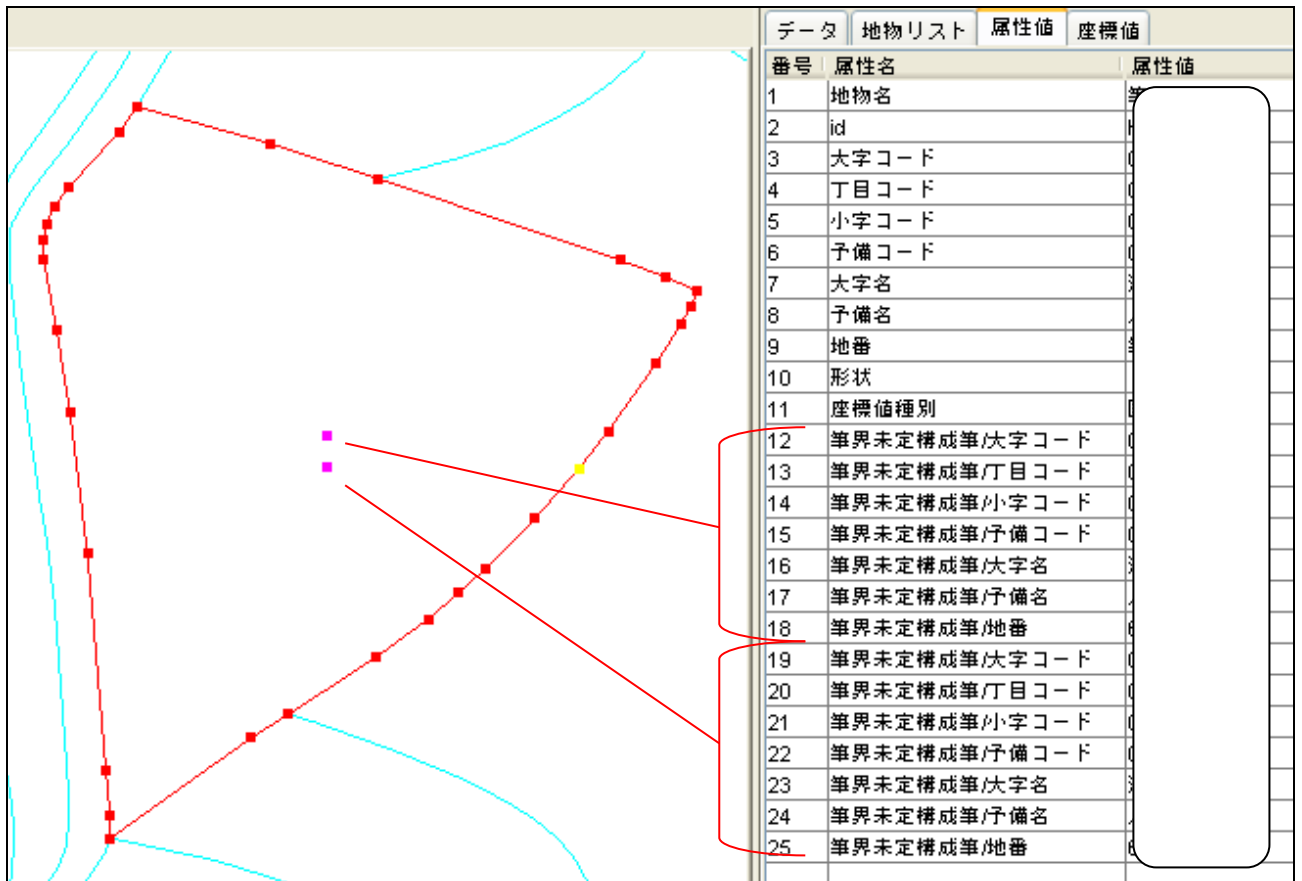 データ 地物リスト 属性値 座標値
番号 属性名 属性値
1 地物名
2 id
3 大字コード
4 丁目コード
5 小字コード
6 予備コード
7 大字名
8 予備名
9 地番
10 形状
11 座標値種別
12 筆界未定構成筆/大字コード
13 筆界未定構成筆/丁目コード
14 筆界未定構成筆/小字コード
15 筆界未定構成筆/予備コード
16 筆界未定構成筆/大字名
17 筆界未定構成筆/予備名
18 筆界未定構成筆/地番
19 筆界未定構成筆/大字コード
20 筆界未定構成筆/丁目コード
21 筆界未定構成筆/小字コード
22 筆界未定構成筆/予備コード
23 筆界未定構成筆/大字名
24 筆界未定構成筆/予備名
25 筆界未定構成筆/地番